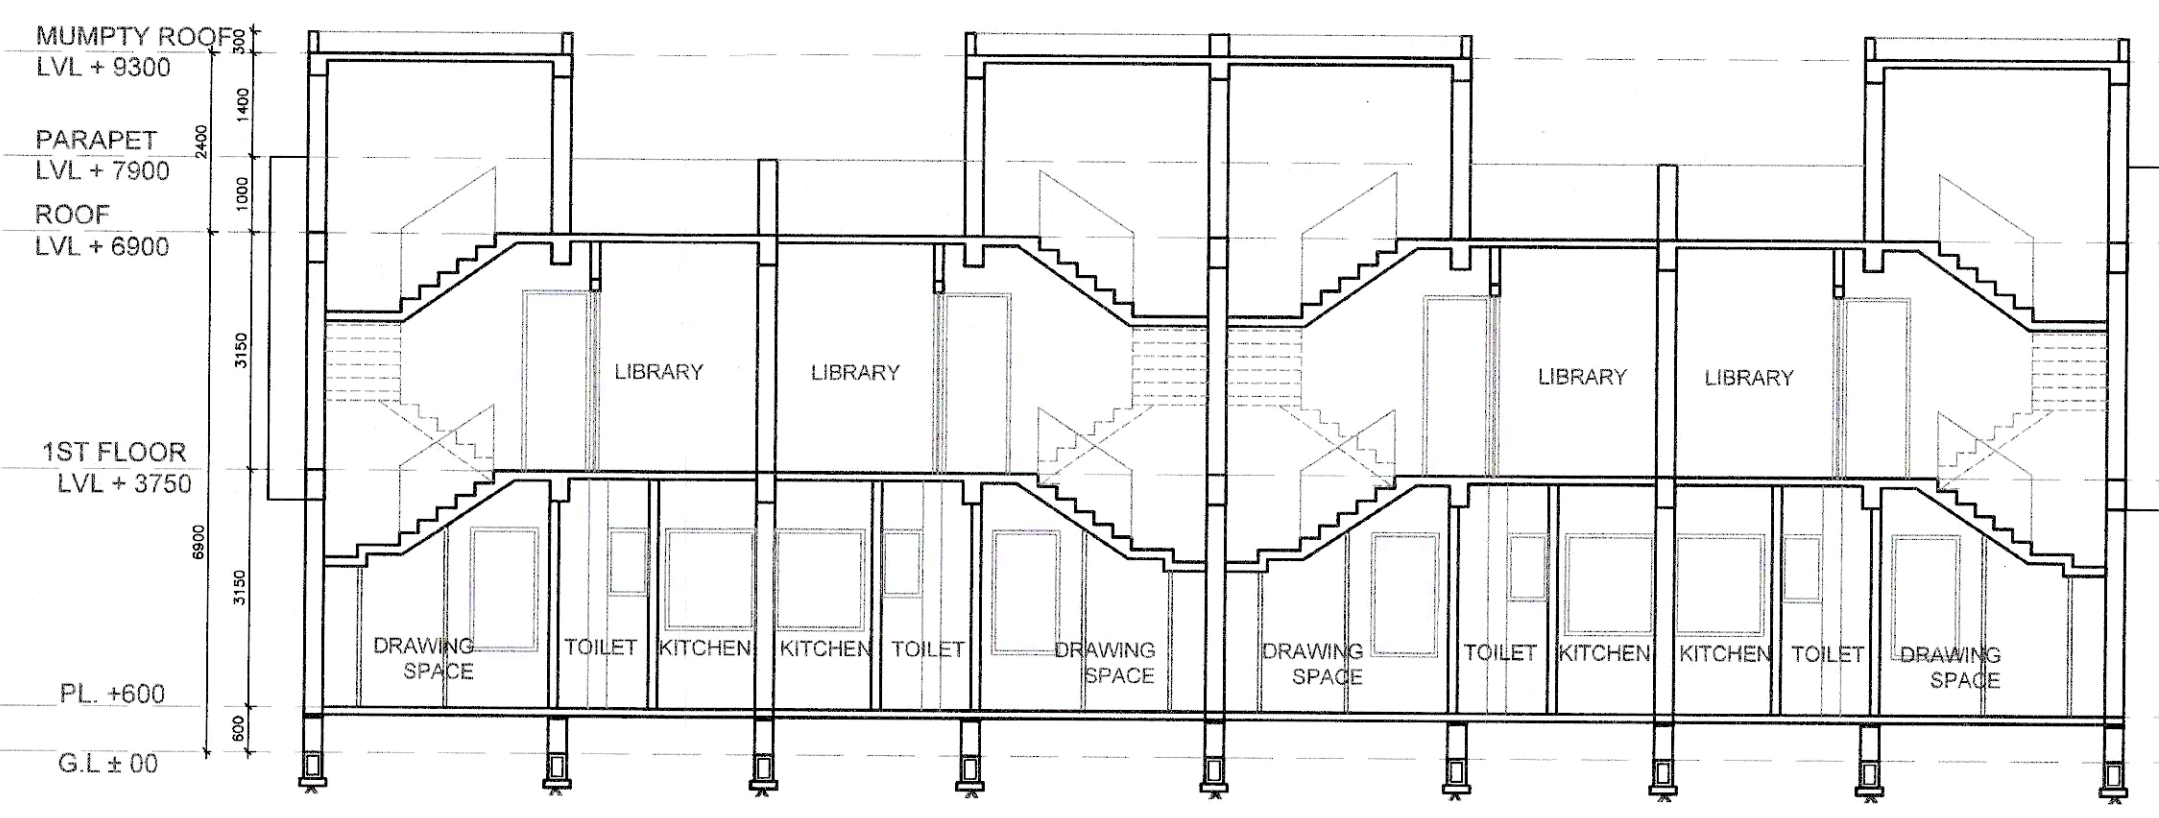 MUMPTY ROOF
LVL + 9300
PARAPET
LVL + 7900
ROOF
LVL + 6900
1ST FLOOR
LVL + 3750
PL. +600
G.L ± 00
300
1400
2400
1000
3150
6900
3150
600
LIBRARY
LIBRARY
LIBRARY
LIBRARY
DRAWING
SPACE
TOILET
KITCHEN
KITCHEN
TOILET
DRAWING
SPACE
DRAWING
SPACE
TOILET
KITCHEN
KITCHEN
TOILET
DRAWING
SPACE